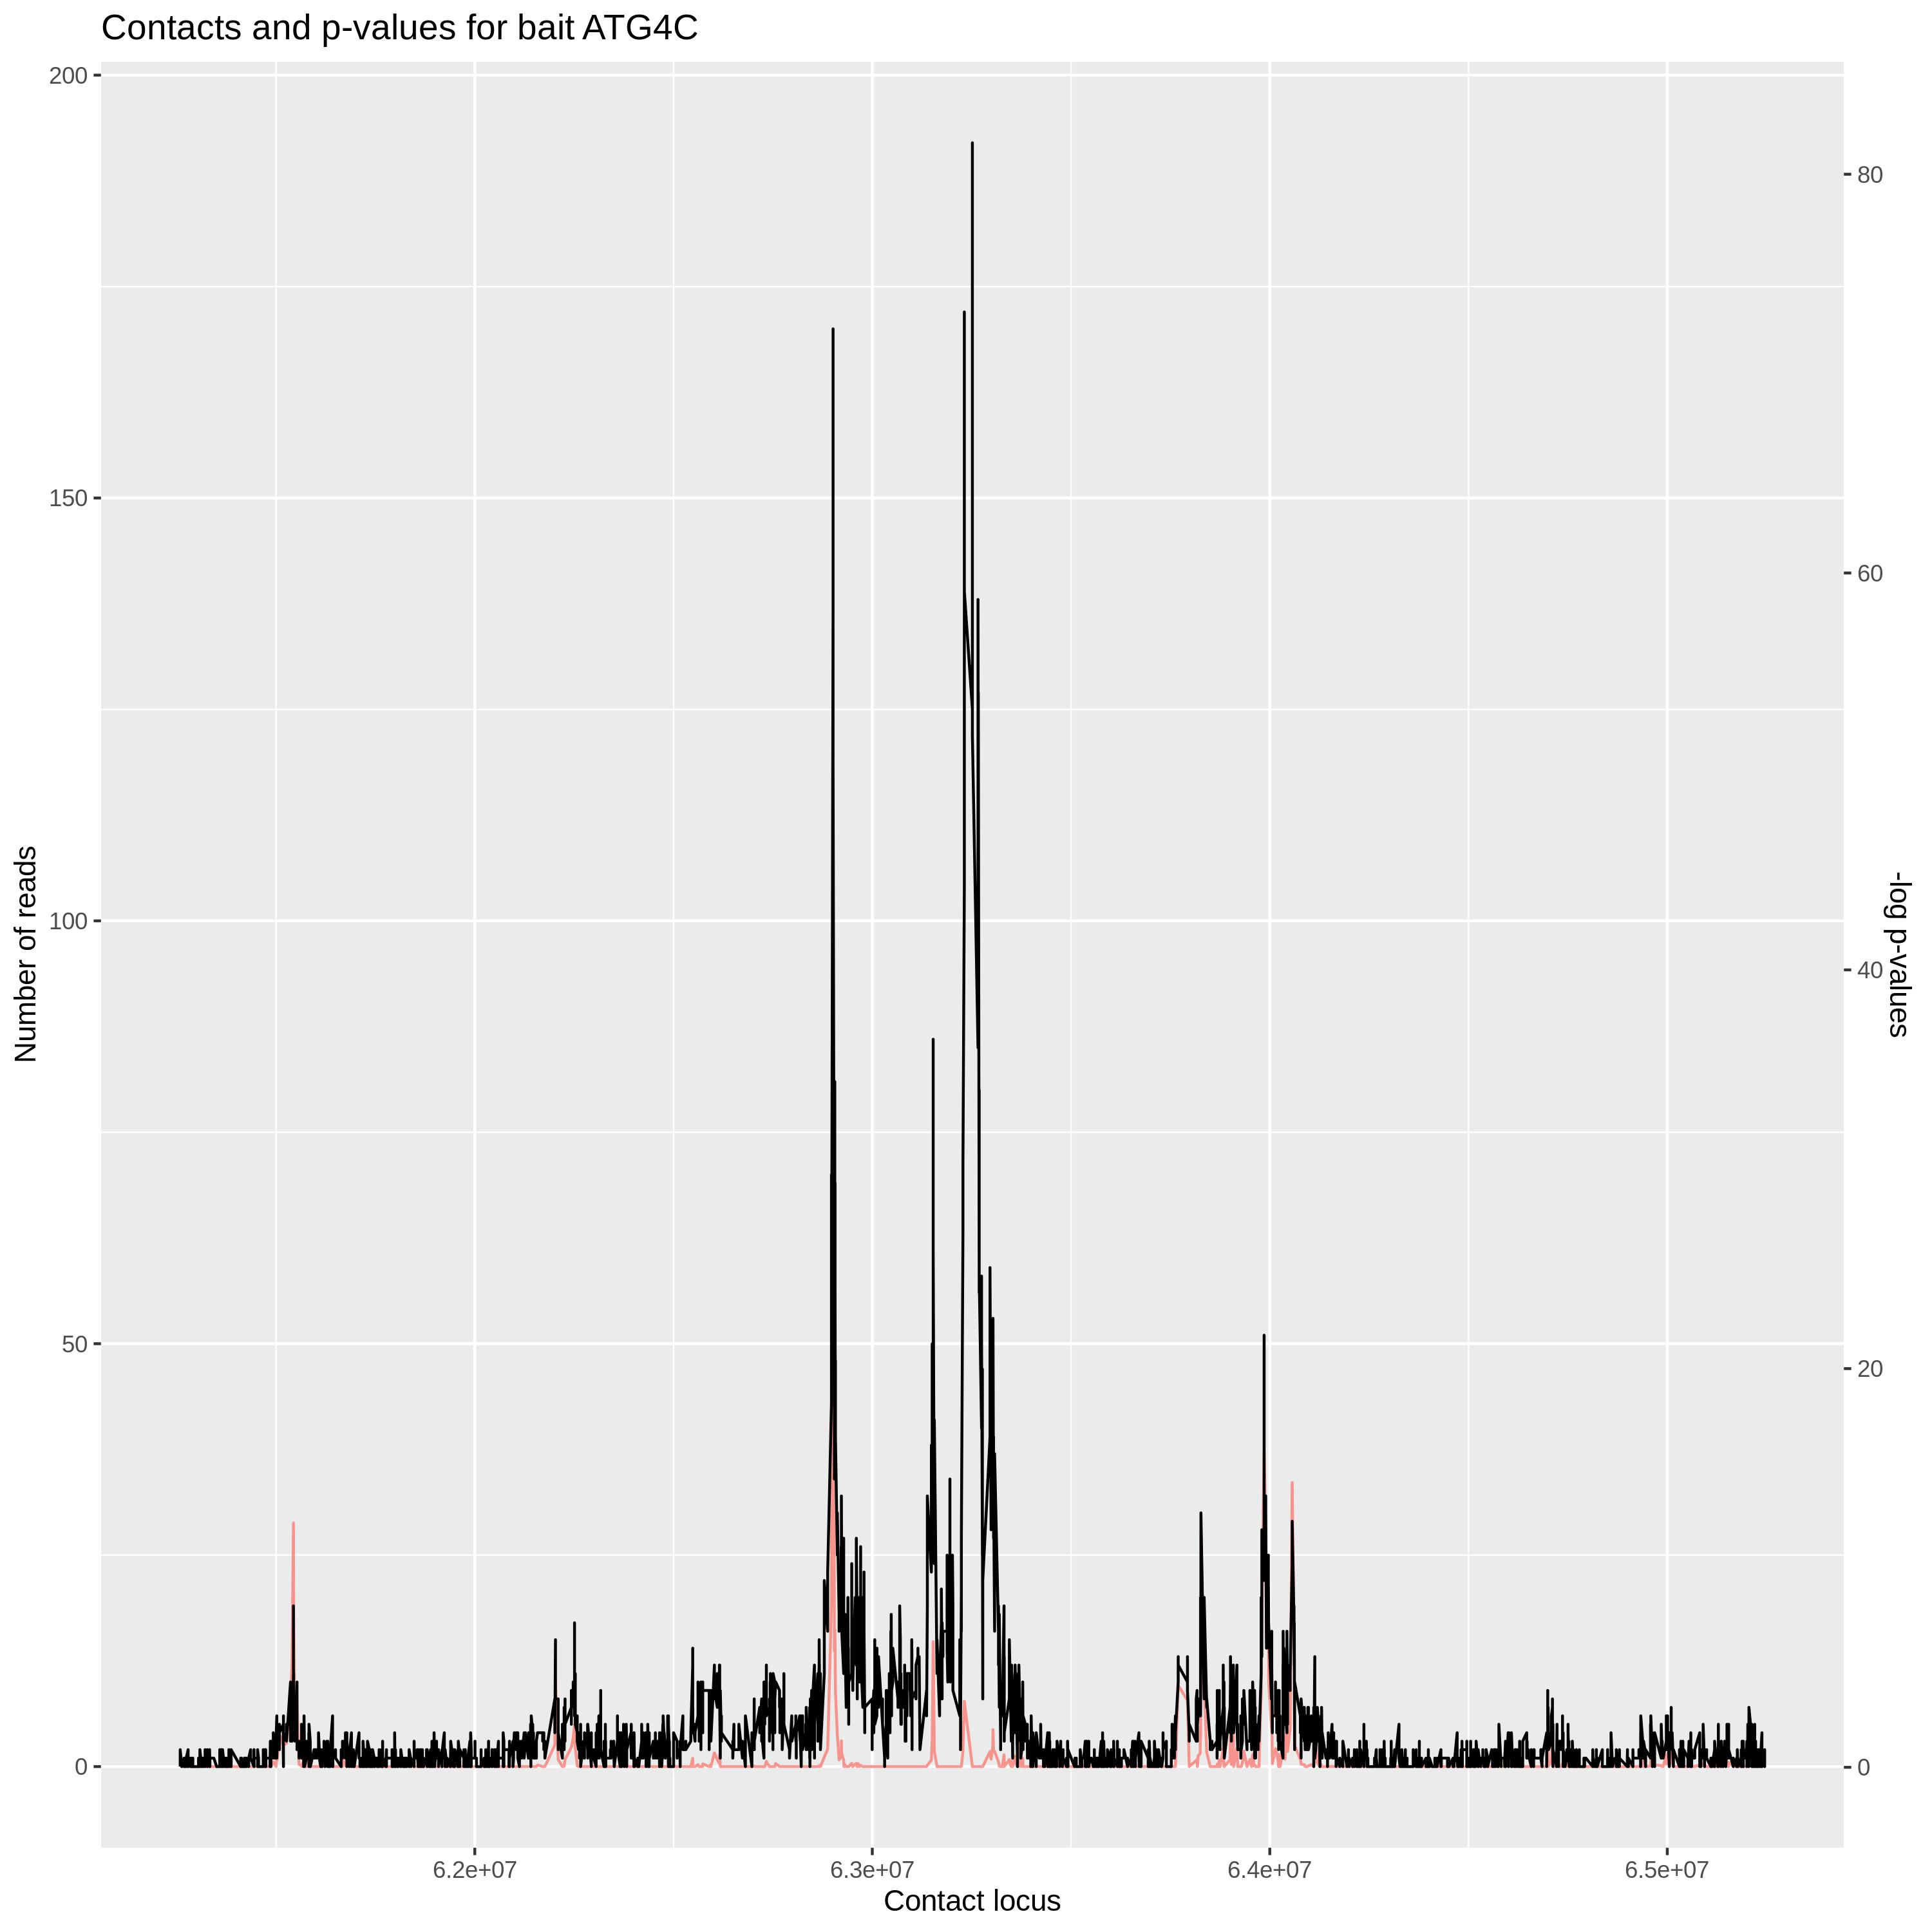 Contacts and p-values for bait ATG4C
200
150
100
50
0
Number of reads
80
60
40
20
0
-log p-values
6.2e+07
6.3e+07
6.4e+07
6.5e+07
Contact locus